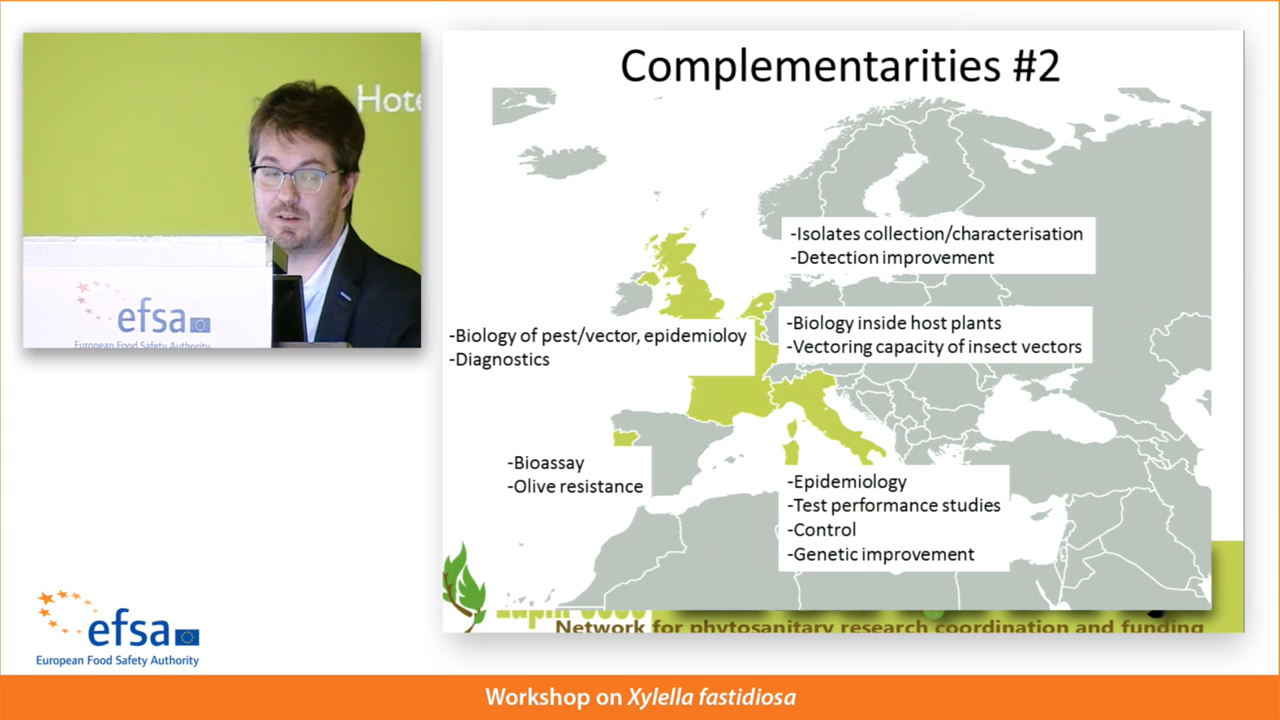 Hote
efsa
European Food Safety Authority
Complementarities #2
-Isolates collection/characterisation
-Detection improvement
-Biology of pest/vector, epidemioloy
-Diagnostics
-Biology inside host plants
-Vectoring capacity of insect vectors
-Bioassay
-Olive resistance
-Epidemiology
-Test performance studies
-Control
-Genetic improvement
Network for phytosanitary research coordination and funding
efsa
European Food Safety Authority
Workshop on Xylella fastidiosa